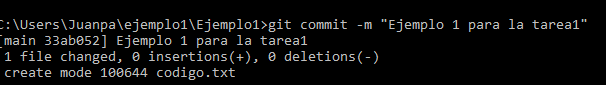 C:\Users\Juanpa\ejemplo1\Ejemplo1>git commit -m "Ejemplo 1 para la tarea1"
[main 33ab052] Ejemplo 1 para la tarea1
 1 file changed, 0 insertions(+), 0 deletions(-)
 create mode 100644 codigo.txt